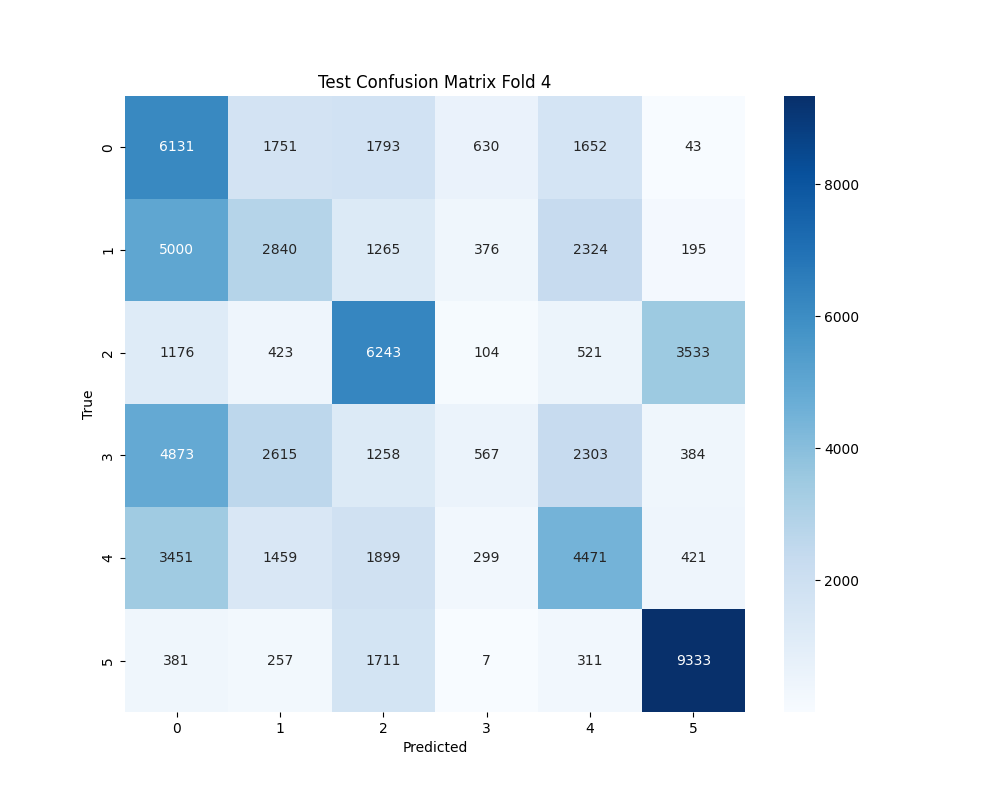 Test Confusion Matrix Fold 4
0 6131 1751 1793 630 1652 43
1 5000 2840 1265 376 2324 195
2 1176 423 6243 104 521 3533
3 4873 2615 1258 567 2303 384
4 3451 1459 1899 299 4471 421
5 381 257 1711 7 311 9333
0 1 2 3 4 5
Predicted
True
8000
6000
4000
2000